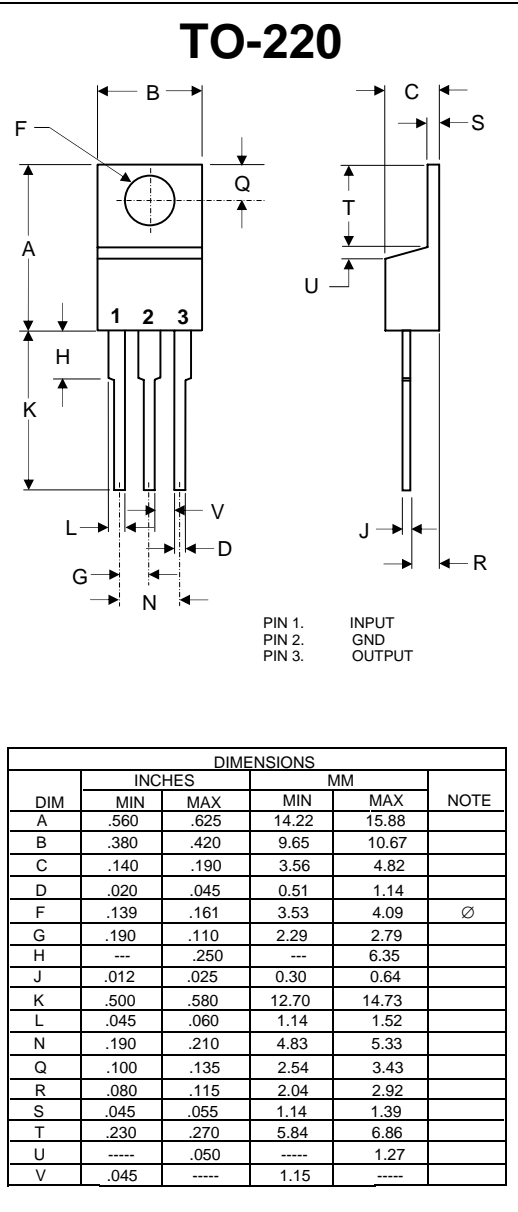 TO-220
B
C
S
F
Q
T
A
U
1 2 3
H
K
V
L
J
D
G
R
N
PIN 1. INPUT
PIN 2. GND
PIN 3. OUTPUT
DIMENSIONS
INCHES MM
DIM MIN MAX MIN MAX NOTE
A .560 .625 14.22 15.88
B .380 .420 9.65 10.67
C .140 .190 3.56 4.82
D .020 .045 0.51 1.14
F .139 .161 3.53 4.09 ∅
G .190 .110 2.29 2.79
H --- .250 --- 6.35
J .012 .025 0.30 0.64
K .500 .580 12.70 14.73
L .045 .060 1.14 1.52
N .190 .210 4.83 5.33
Q .100 .135 2.54 3.43
R .080 .115 2.04 2.92
S .045 .055 1.14 1.39
T .230 .270 5.84 6.86
U ----- .050 ----- 1.27
V .045 ----- 1.15 -----